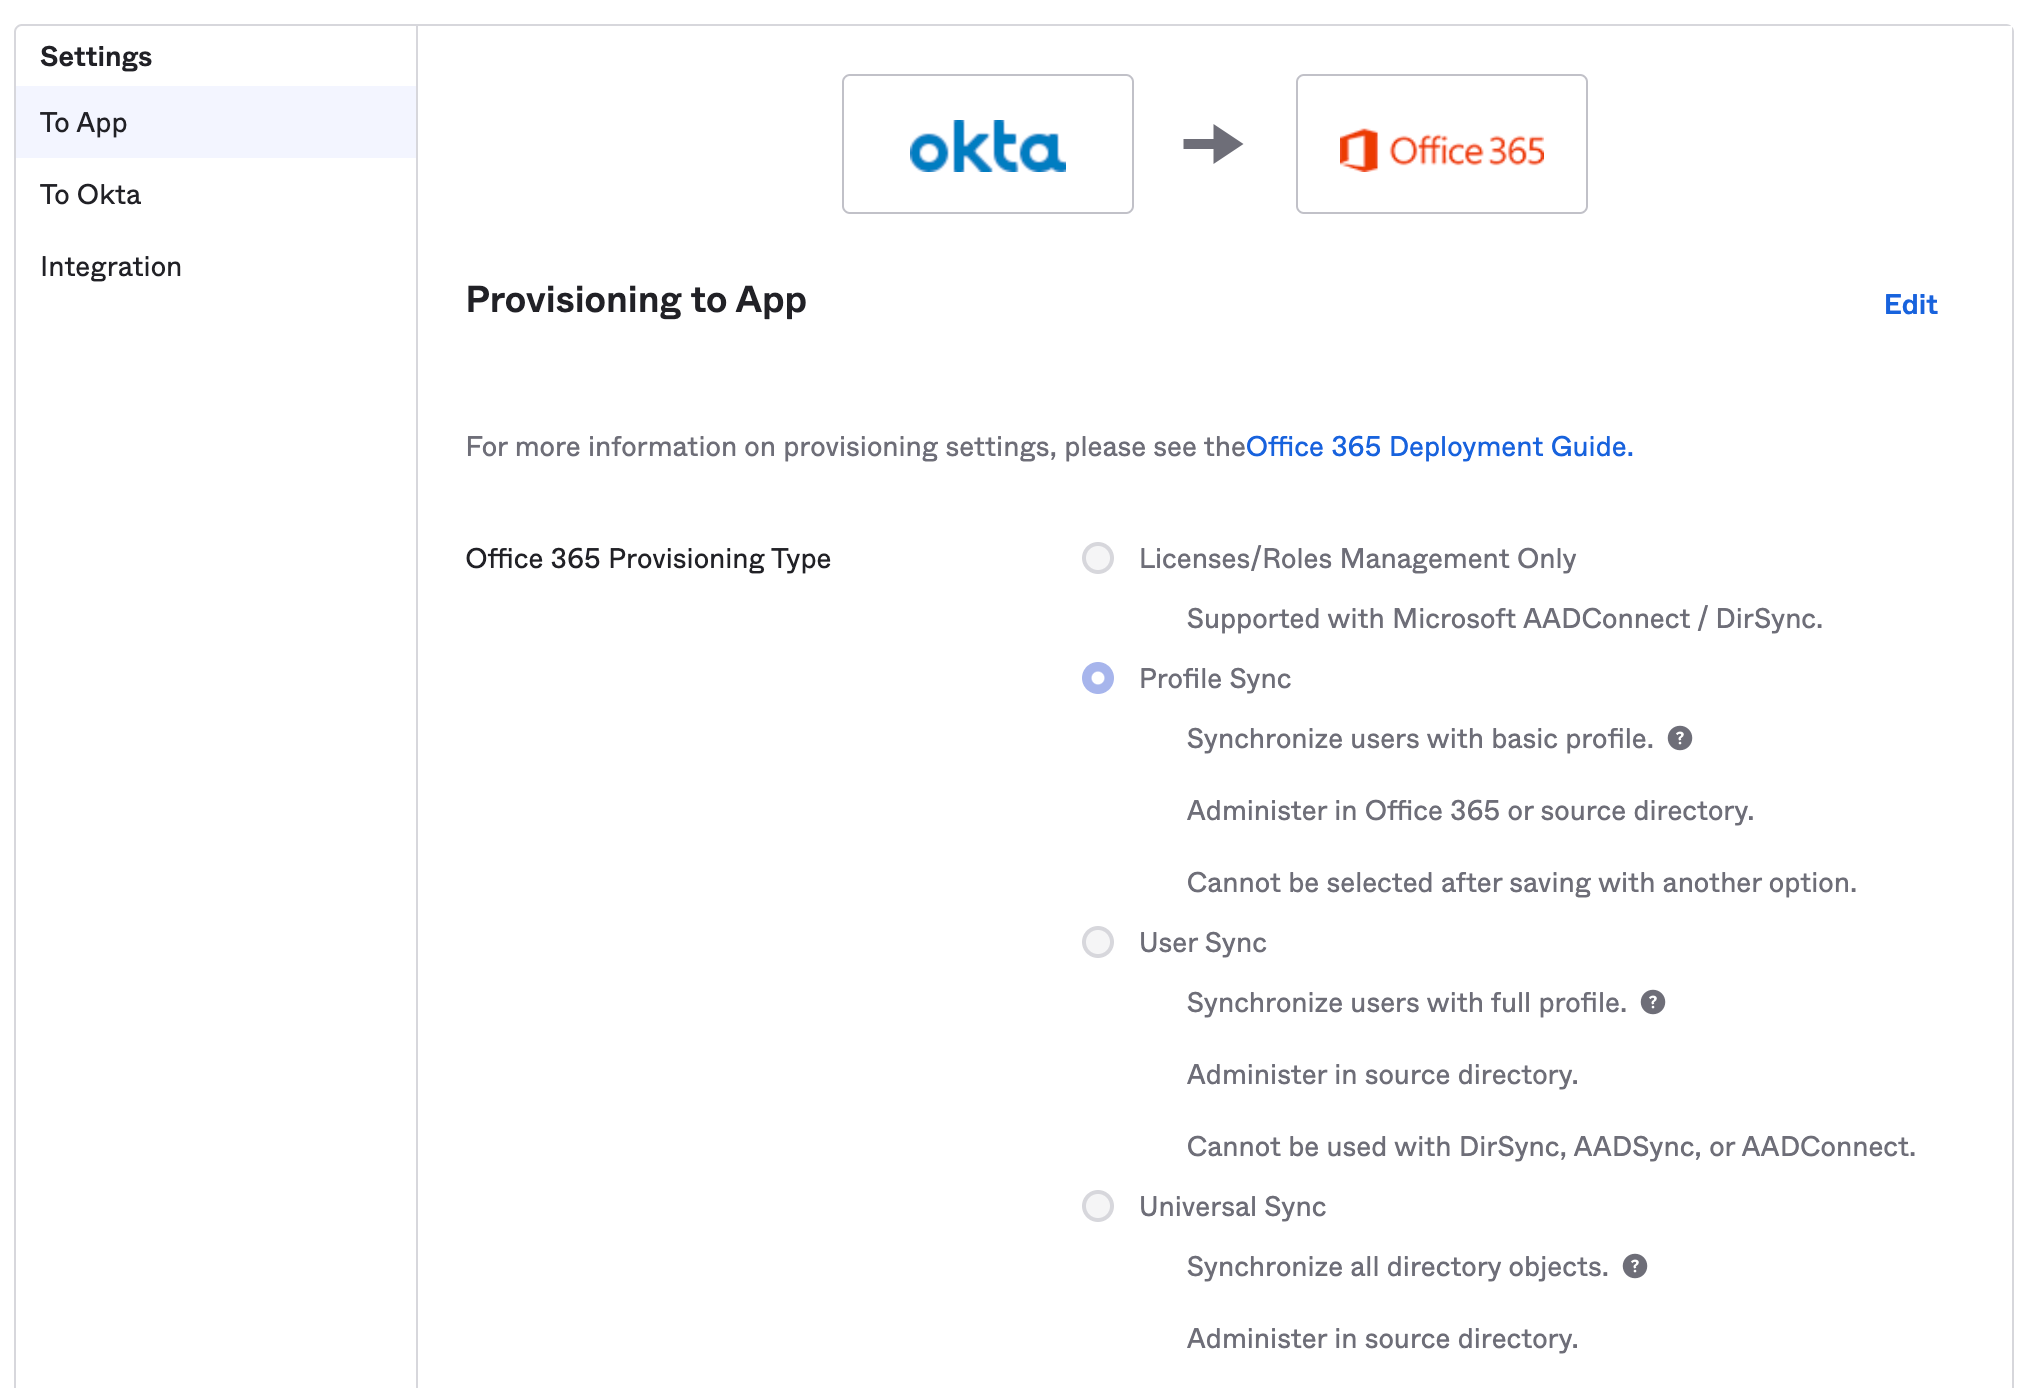 Settings
To App
To Okta
Integration
okta
Office 365
Provisioning to App
Edit
For more information on provisioning settings, please see theOffice 365 Deployment Guide.
Office 365 Provisioning Type
Licenses/Roles Management Only
Supported with Microsoft AADConnect / DirSync.
Profile Sync
Synchronize users with basic profile. ?
Administer in Office 365 or source directory.
Cannot be selected after saving with another option.
User Sync
Synchronize users with full profile. ?
Administer in source directory.
Cannot be used with DirSync, AADSync, or AADConnect.
Universal Sync
Synchronize all directory objects. ?
Administer in source directory.